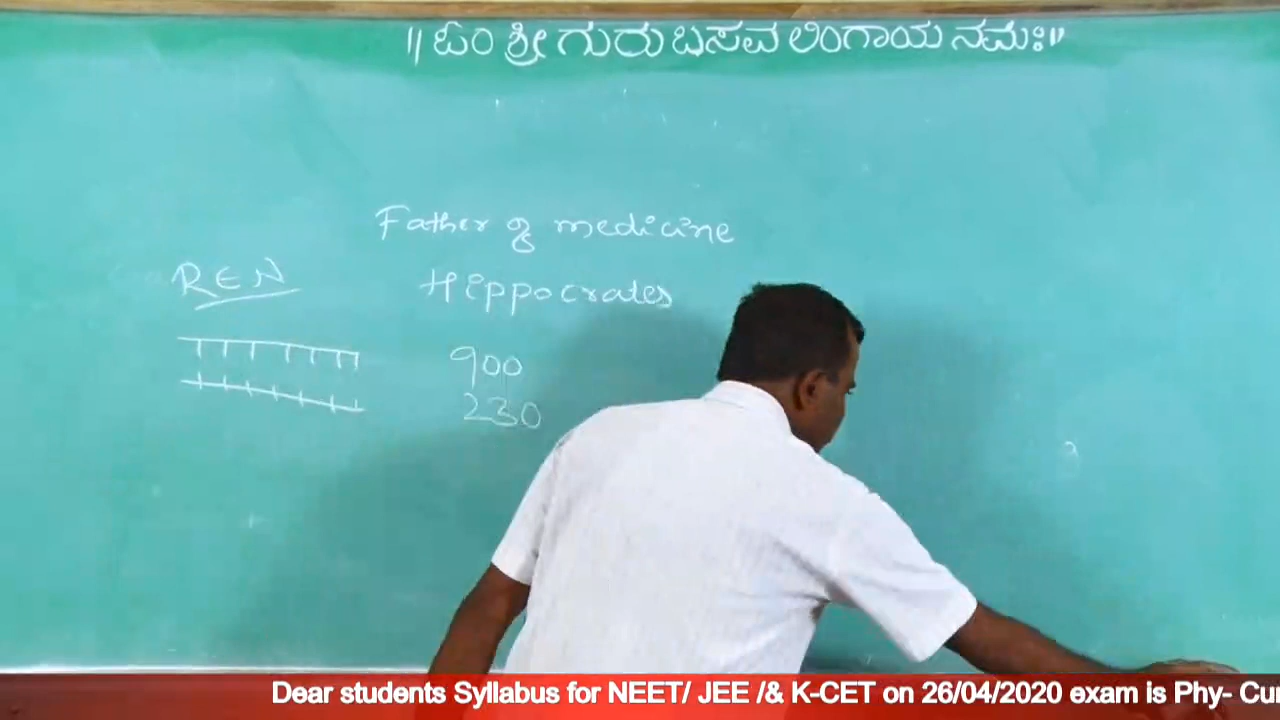 || ಓಂ ಶ್ರೀ ಗುರು ಬಸವ ಲಿಂಗಾಯ ನಮಃ ||
Father of medicine
REN
Hippocrates
900
230
Dear students Syllabus for NEET/ JEE /& K-CET on 26/04/2020 exam is Phy- Cur